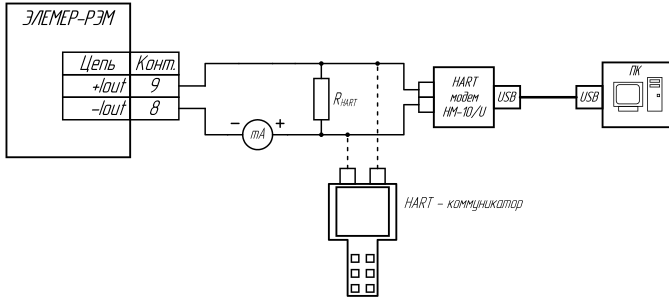 ЭЛЕМЕР-РЭМ
Цепь Конт.
+Iout 9
–Iout 8
– mA +
RHART
HART
модем
HM-10/U
USB
USB
ПК
HART – коммуникатор